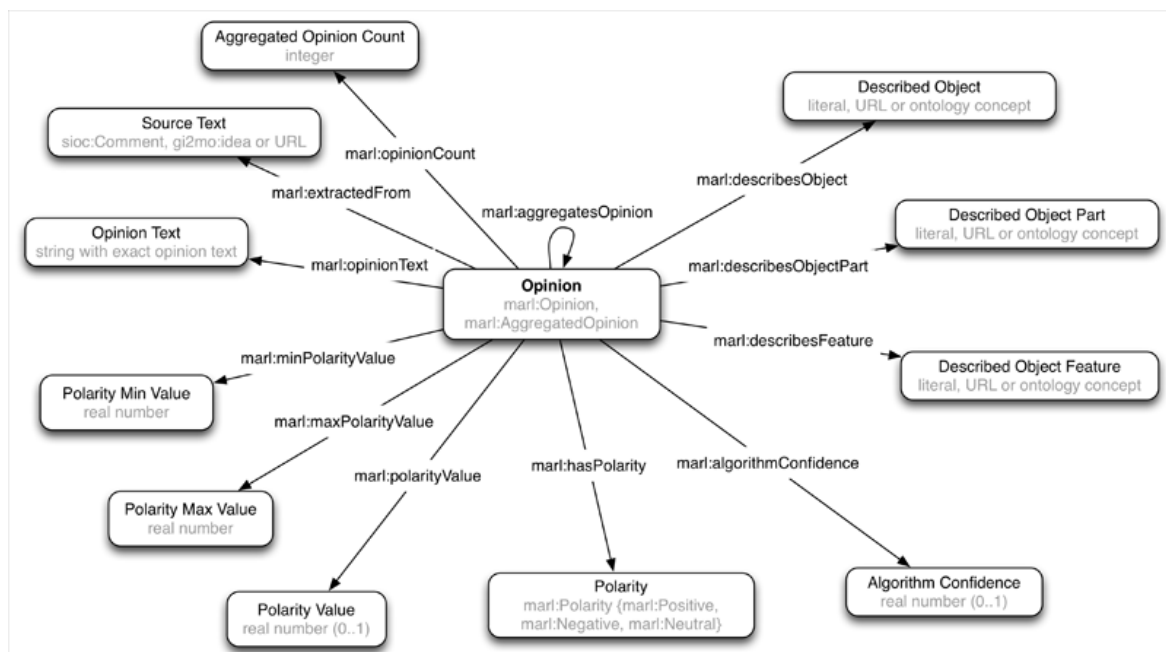 Aggregated Opinion Count
integer
Described Object
literal, URL or ontology concept
Source Text
sioc:Comment, gi2mo:idea or URL
marl:opinionCount
marl:describesObject
marl:extractedFrom
marl:aggregatesOpinion
Opinion Text
string with exact opinion text
Described Object Part
literal, URL or ontology concept
marl:opinionText
marl:describesObjectPart
Opinion
marl:Opinion,
marl:AggregatedOpinion
marl:describesFeature
marl:minPolarityValue
Described Object Feature
literal, URL or ontology concept
Polarity Min Value
real number
marl:maxPolarityValue
marl:polarityValue
marl:hasPolarity
marl:algorithmConfidence
Polarity Max Value
real number
Polarity Value
real number (0..1)
Polarity
marl:Polarity {marl:Positive,
marl:Negative, marl:Neutral}
Algorithm Confidence
real number (0..1)